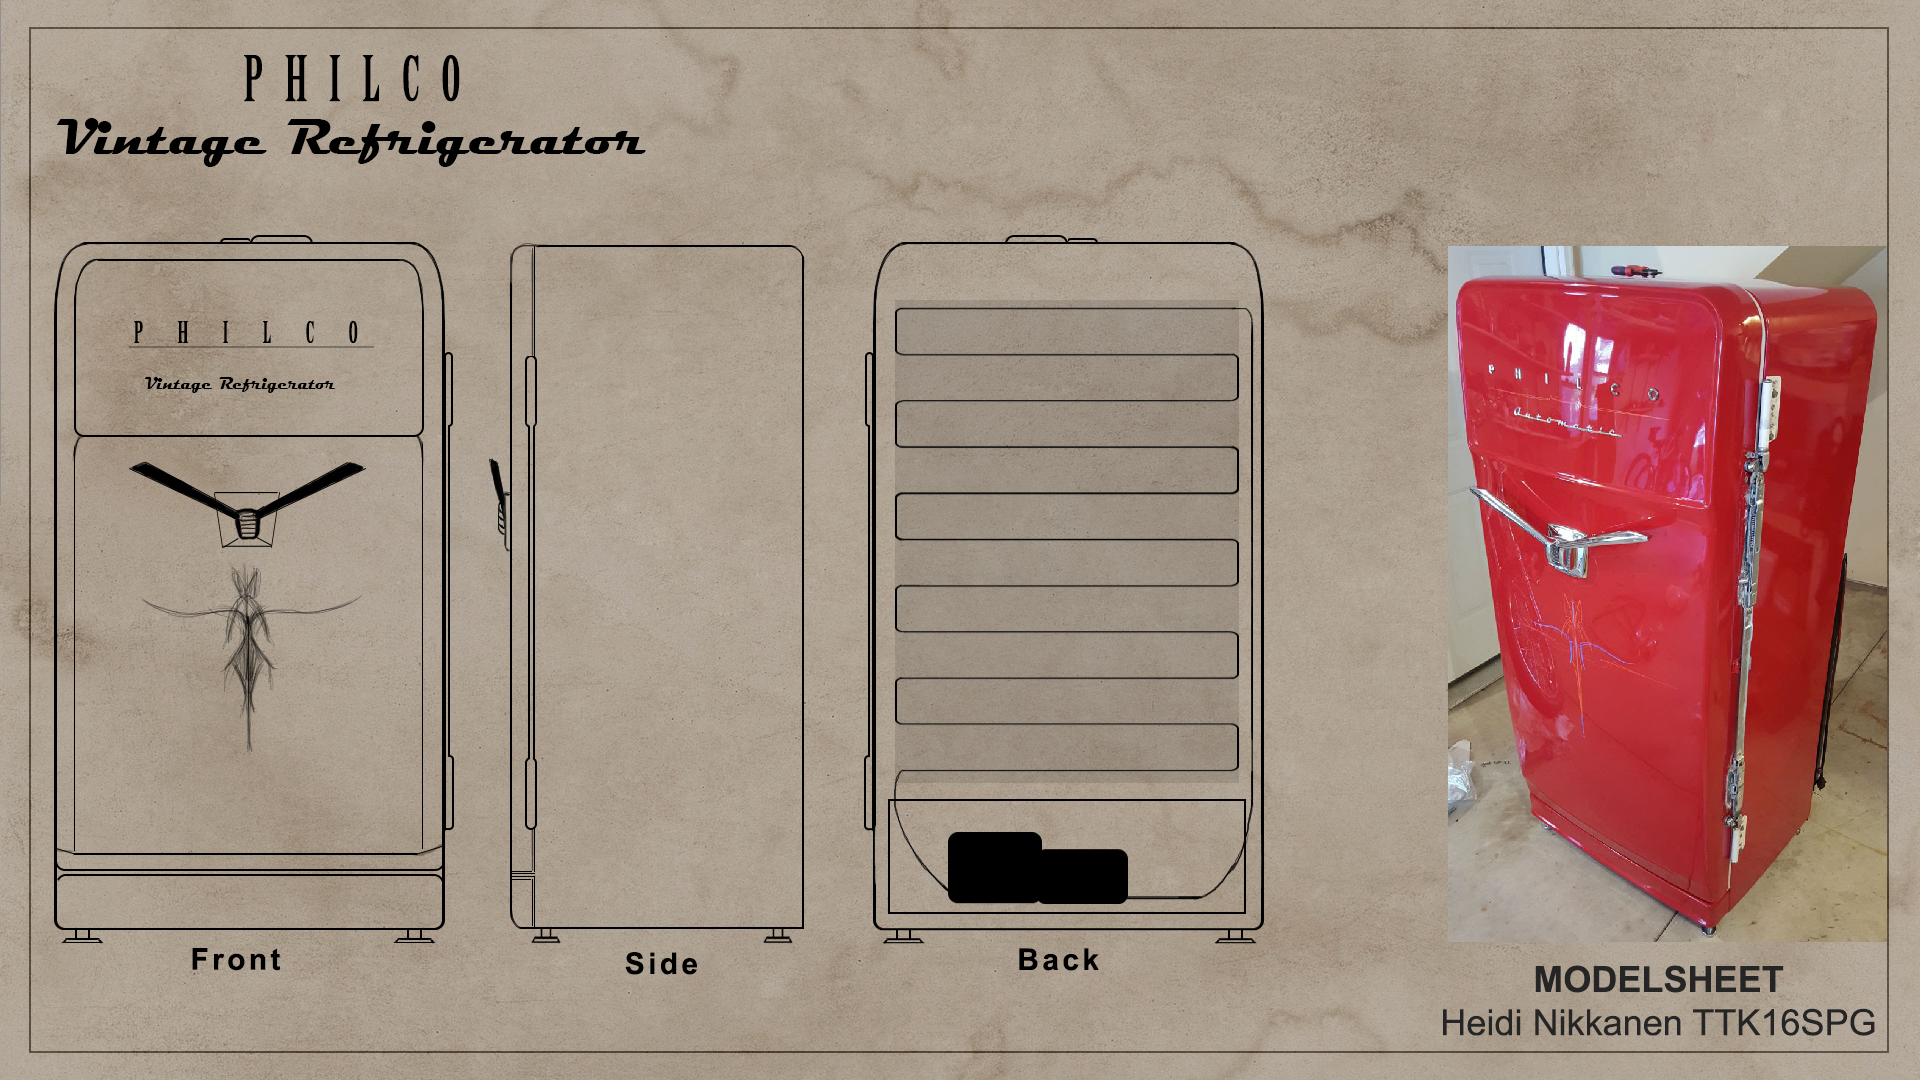 PHILCO
Vintage Refrigerator
PHILCO
Vintage Refrigerator
PHILCO
Automatic
Front
Side
Back
MODELSHEET
Heidi Nikkanen TTK16SPG